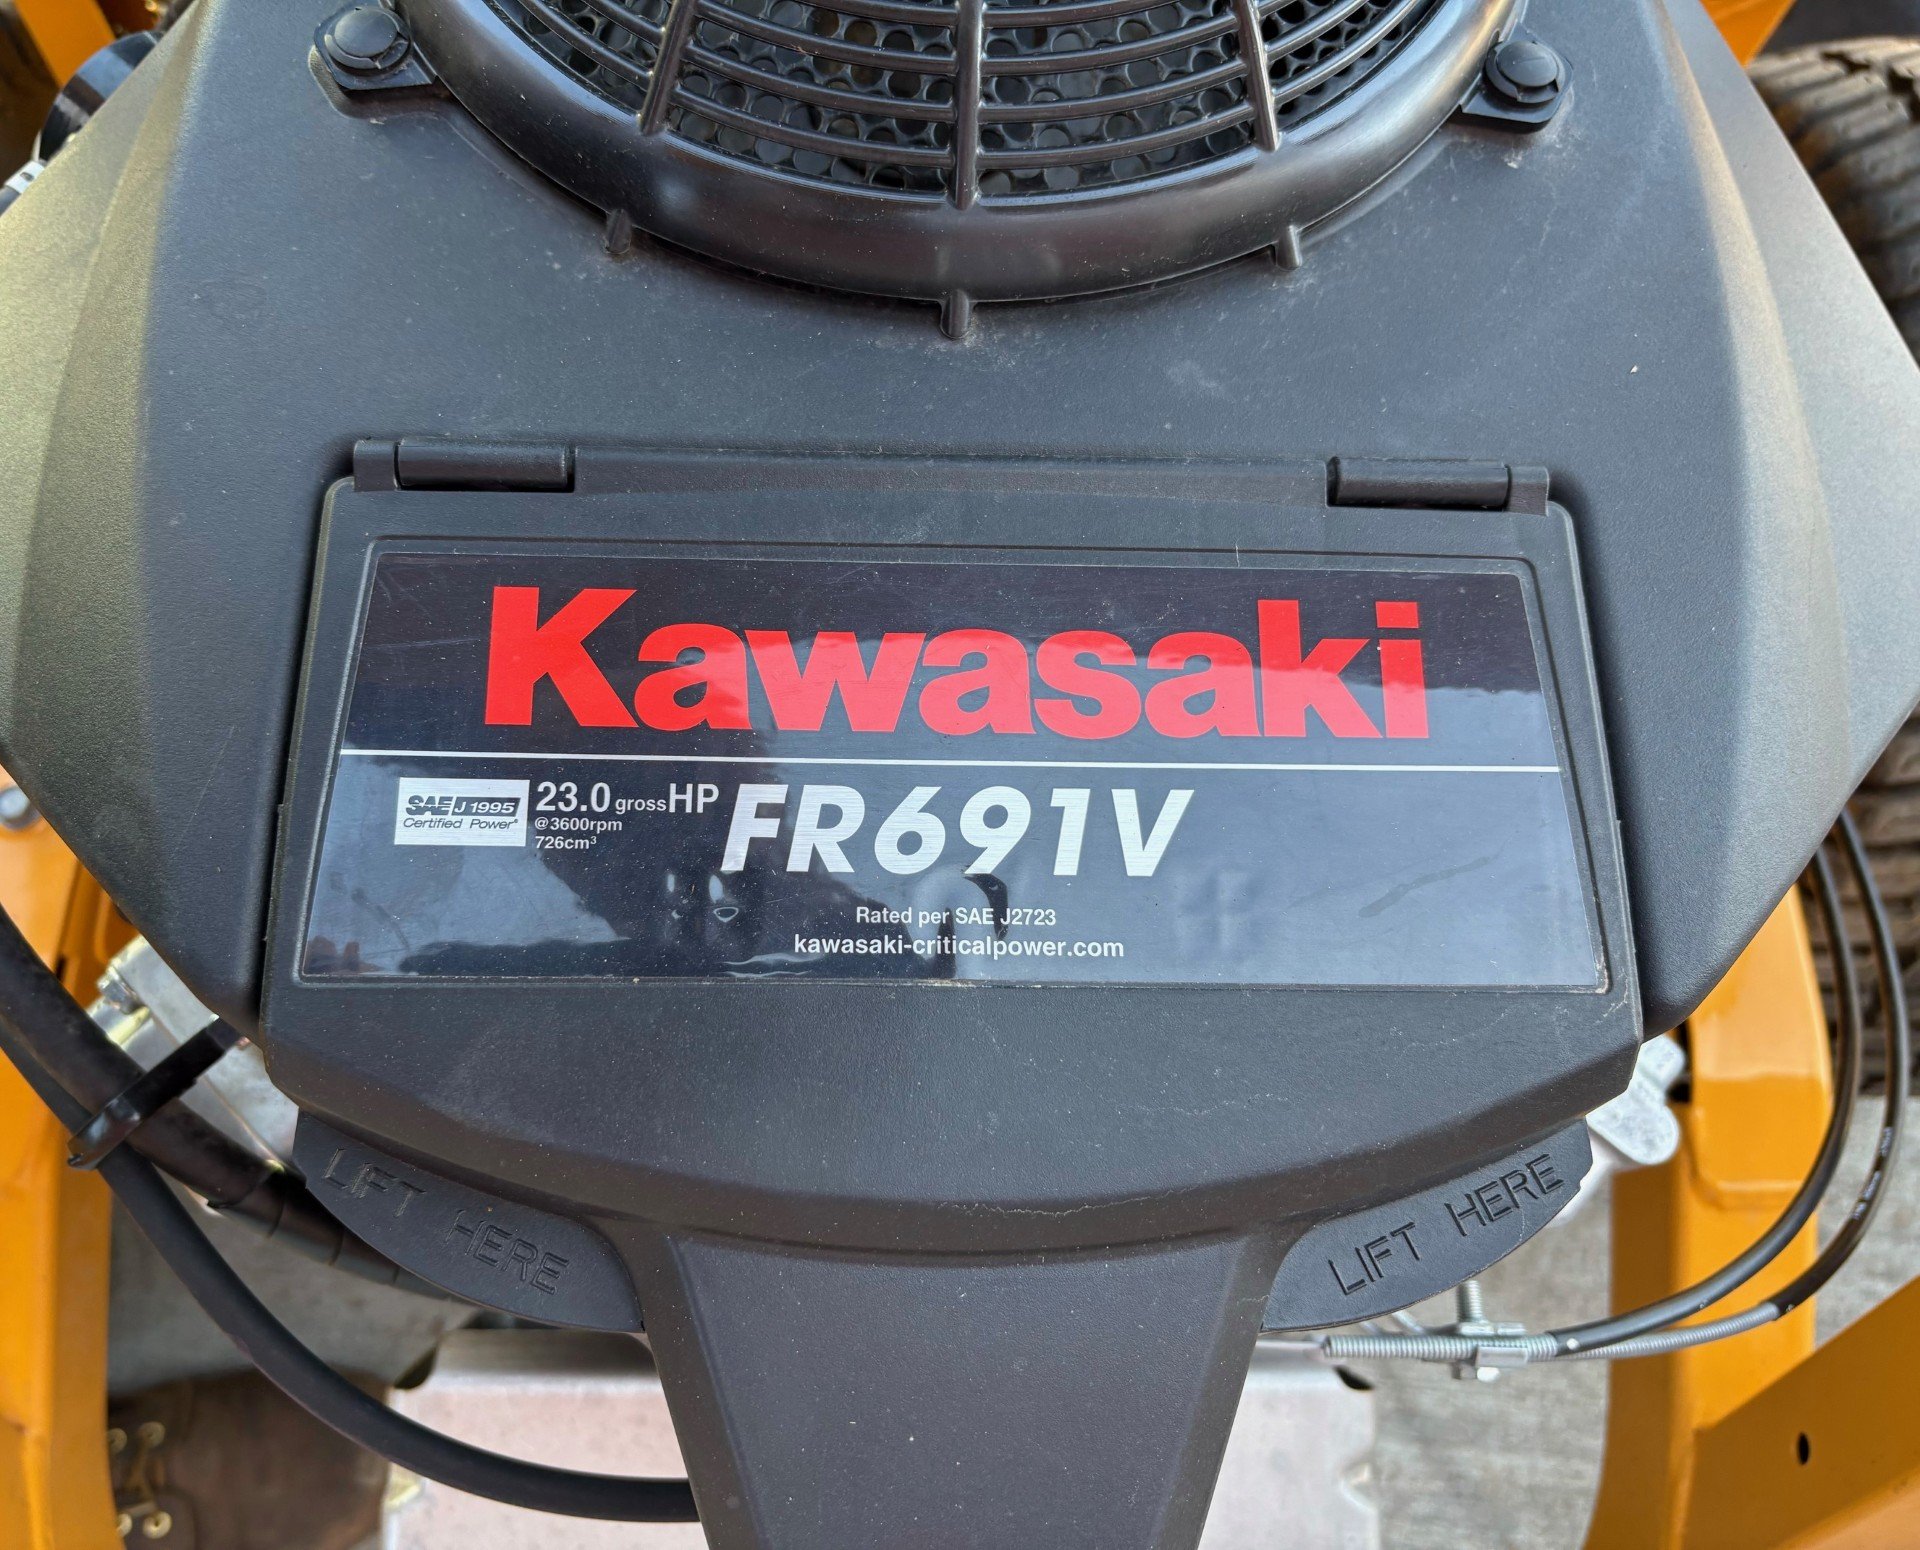 Kawasaki
SAE J1995
Certified Power®
23.0 gross HP
@3600rpm
726cm³
FR691V
Rated per SAE J2723
kawasaki-criticalpower.com
LIFT HERE
LIFT HERE